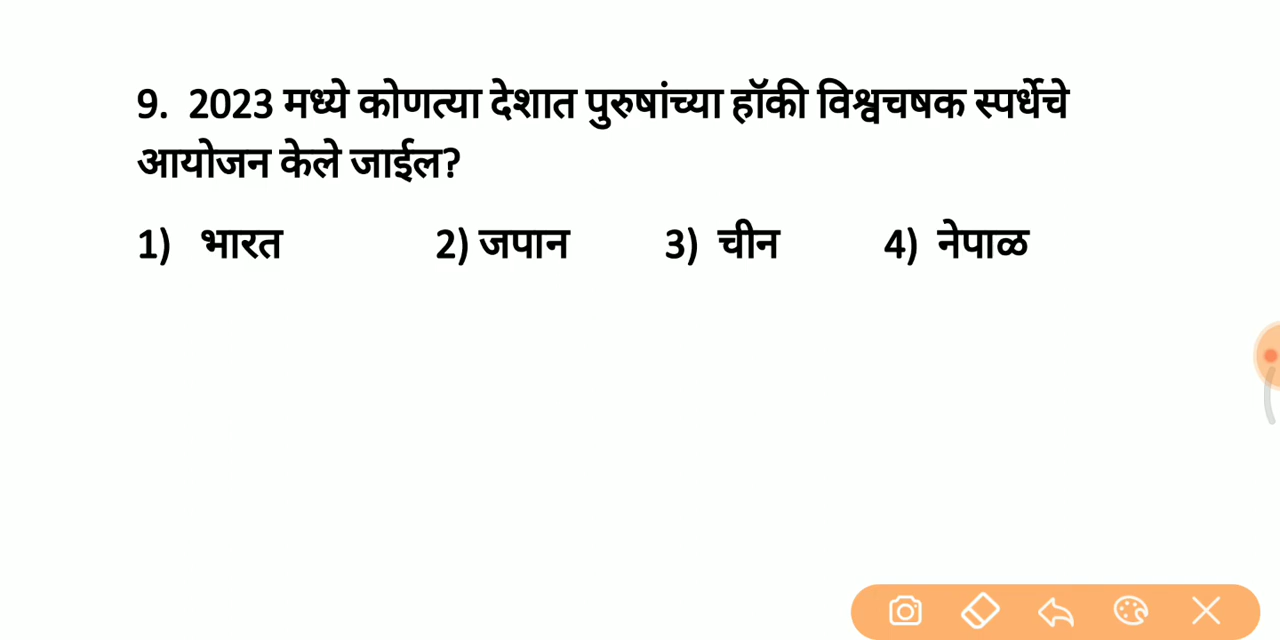 9. 2023 मध्ये कोणत्या देशात पुरुषांच्या हॉकी विश्वचषक स्पर्धेचे
आयोजन केले जाईल?
1) भारत 2) जपान 3) चीन 4) नेपाळ